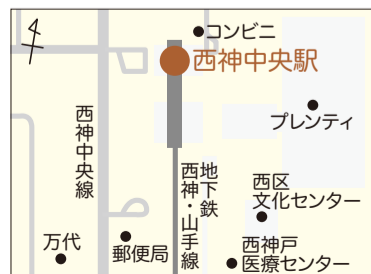 コンビニ
西神中央駅
プレンティ
西神中央線
地下鉄
西神・山手線
西区
文化センター
万代
郵便局
西神戸
医療センター